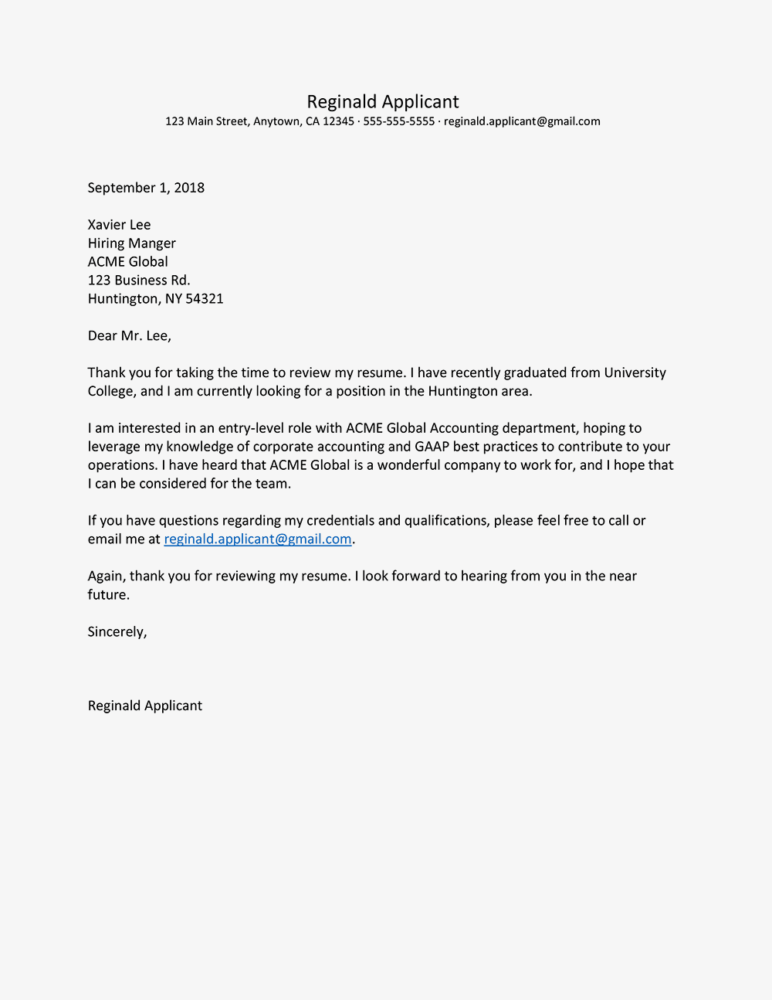 Reginald Applicant
123 Main Street, Anytown, CA 12345 · 555-555-5555 · reginald.applicant@gmail.com
September 1, 2018
Xavier Lee
Hiring Manger
ACME Global
123 Business Rd.
Huntington, NY 54321
Dear Mr. Lee,
Thank you for taking the time to review my resume. I have recently graduated from University
College, and I am currently looking for a position in the Huntington area.
I am interested in an entry-level role with ACME Global Accounting department, hoping to
leverage my knowledge of corporate accounting and GAAP best practices to contribute to your
operations. I have heard that ACME Global is a wonderful company to work for, and I hope that
I can be considered for the team.
If you have questions regarding my credentials and qualifications, please feel free to call or
email me at reginald.applicant@gmail.com.
Again, thank you for reviewing my resume. I look forward to hearing from you in the near
future.
Sincerely,
Reginald Applicant